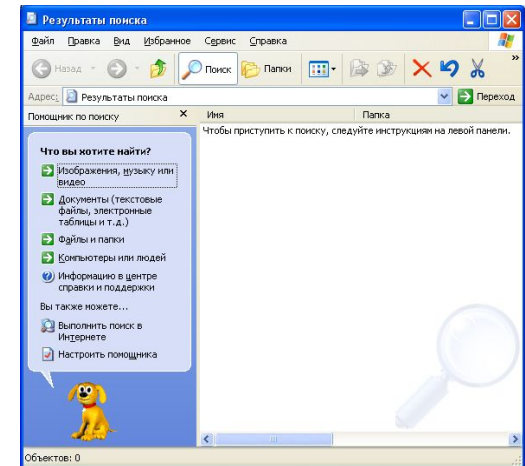 Результаты поиска
Файл Правка Вид Избранное Сервис Справка
Назад Поиск Папки »
Адрес: Результаты поиска Переход
Помощник по поиску Имя Папка
Чтобы приступить к поиску, следуйте инструкциям на левой панели.
Что вы хотите найти?
Изображения, музыку или
видео
Документы (текстовые
файлы, электронные
таблицы и т.д.)
Файлы и папки
Компьютеры или людей
Информацию в центре
справки и поддержки
Вы также можете...
Выполнить поиск в
Интернете
Настроить помощника
Объектов: 0